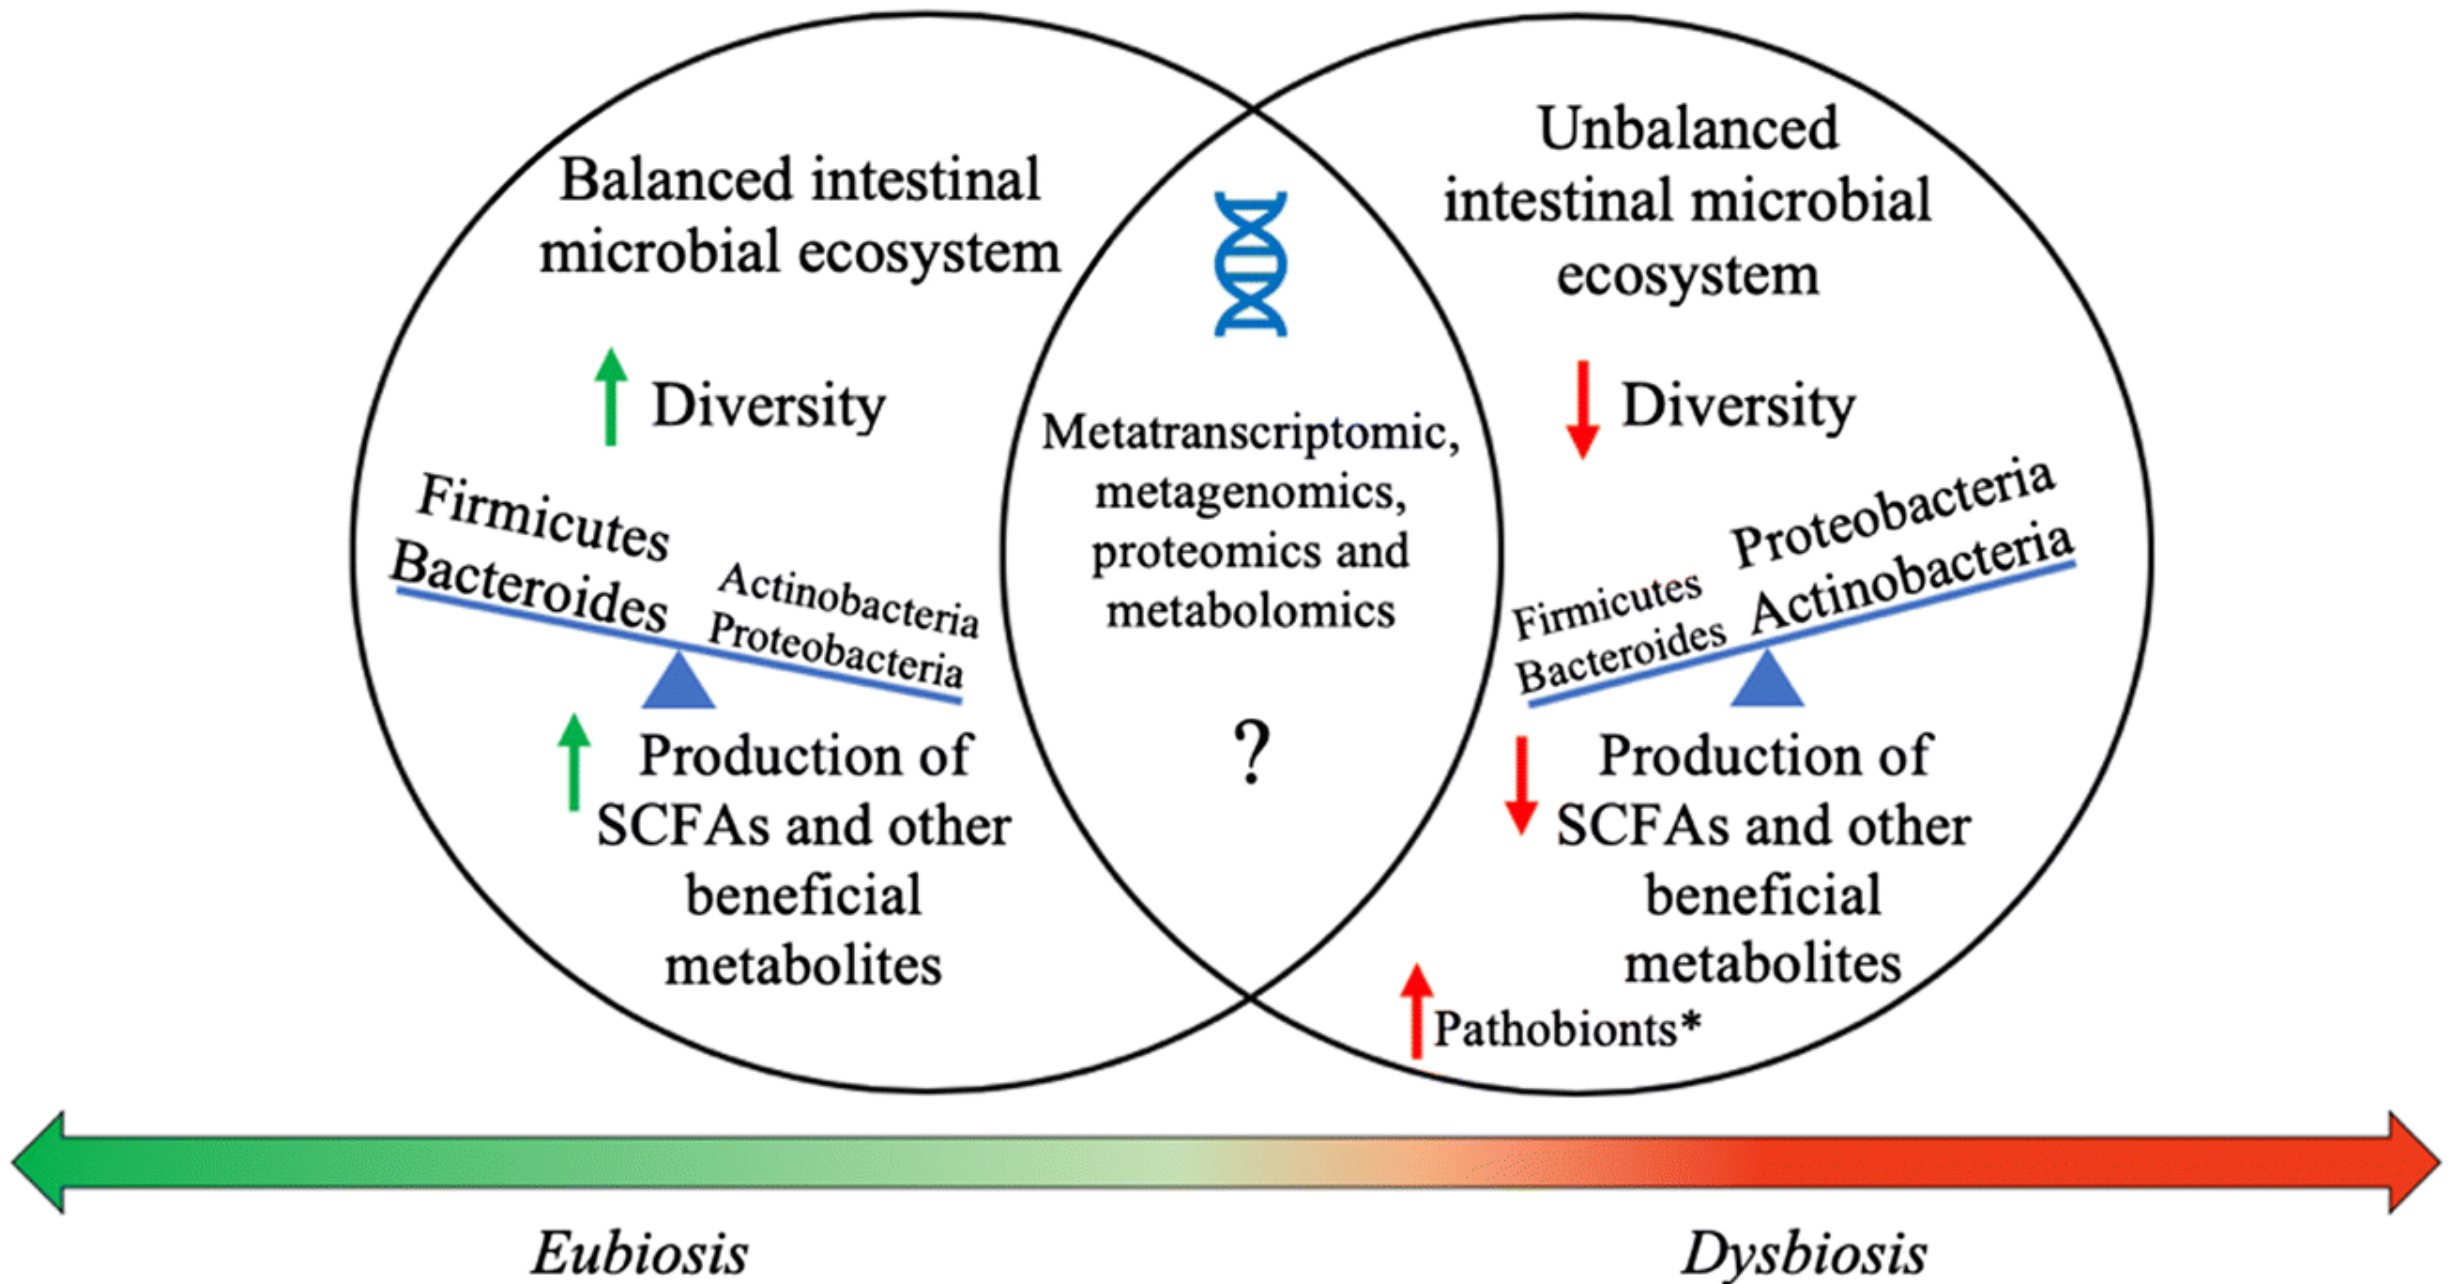 Balanced intestinal
microbial ecosystem
Diversity
Firmicutes
Bacteroides
Actinobacteria
Proteobacteria
Production of
SCFAs and other
beneficial
metabolites
Metatranscriptomic,
metagenomics,
proteomics and
metabolomics
?
Unbalanced
intestinal microbial
ecosystem
Diversity
Firmicutes
Bacteroides
Proteobacteria
Actinobacteria
Production of
SCFAs and other
beneficial
metabolites
Pathobionts*
Eubiosis
Dysbiosis